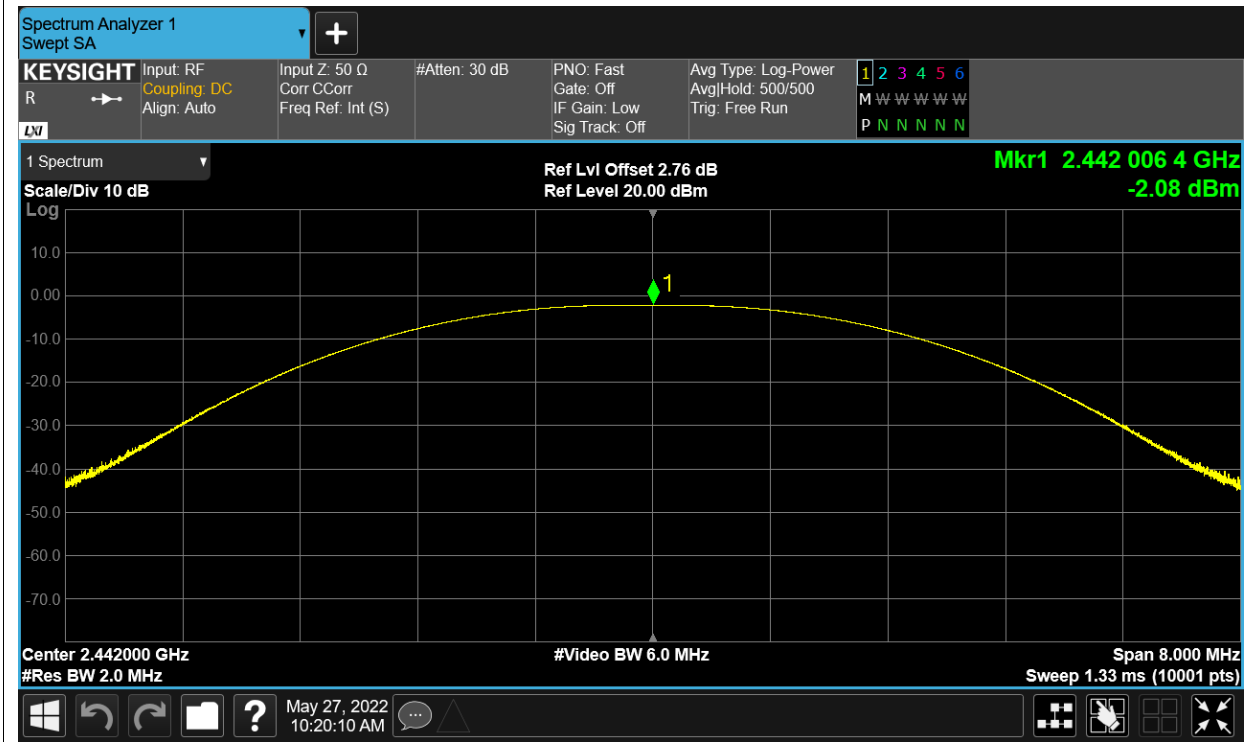 Spectrum Analyzer 1
Swept SA
+
KEYSIGHT
R
LXI
Input: RF
Coupling: DC
Align: Auto
Input Z: 50 Ω
Corr CCorr
Freq Ref: Int (S)
#Atten: 30 dB
PNO: Fast
Gate: Off
IF Gain: Low
Sig Track: Off
Avg Type: Log-Power
Avg|Hold: 500/500
Trig: Free Run
1 2 3 4 5 6
M W W W W W
P N N N N N
1 Spectrum
Scale/Div 10 dB
Log
Ref Lvl Offset 2.76 dB
Ref Level 20.00 dBm
Mkr1 2.442 006 4 GHz
-2.08 dBm
1
10.0
0.00
-10.0
-20.0
-30.0
-40.0
-50.0
-60.0
-70.0
Center 2.442000 GHz
#Res BW 2.0 MHz
#Video BW 6.0 MHz
Span 8.000 MHz
Sweep 1.33 ms (10001 pts)
?
May 27, 2022
10:20:10 AM